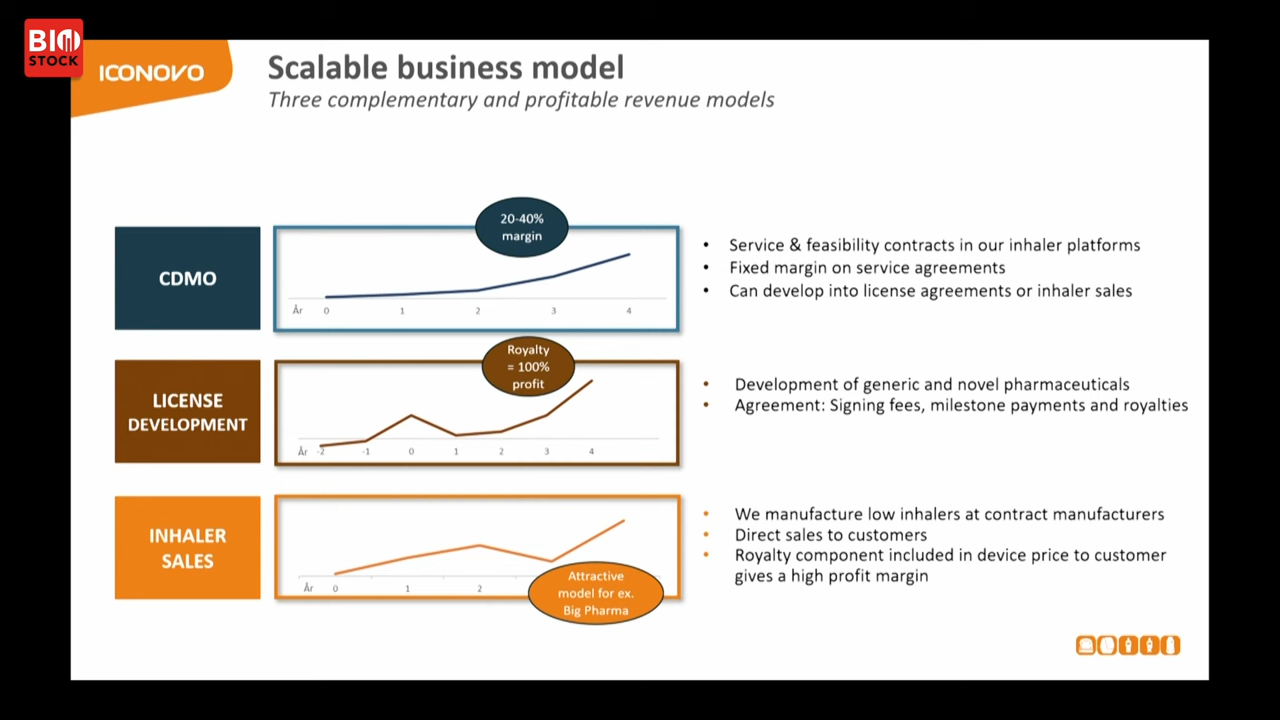 BIO
STOCK
ICONOVO
Scalable business model
Three complementary and profitable revenue models
CDMO
20-40%
margin
År 0 1 2 3 4
• Service & feasibility contracts in our inhaler platforms
• Fixed margin on service agreements
• Can develop into license agreements or inhaler sales
LICENSE
DEVELOPMENT
Royalty
= 100%
profit
År -2 -1 0 1 2 3 4
• Development of generic and novel pharmaceuticals
• Agreement: Signing fees, milestone payments and royalties
INHALER
SALES
År 0 1 2
Attractive
model for ex.
Big Pharma
• We manufacture low inhalers at contract manufacturers
• Direct sales to customers
• Royalty component included in device price to customer
gives a high profit margin